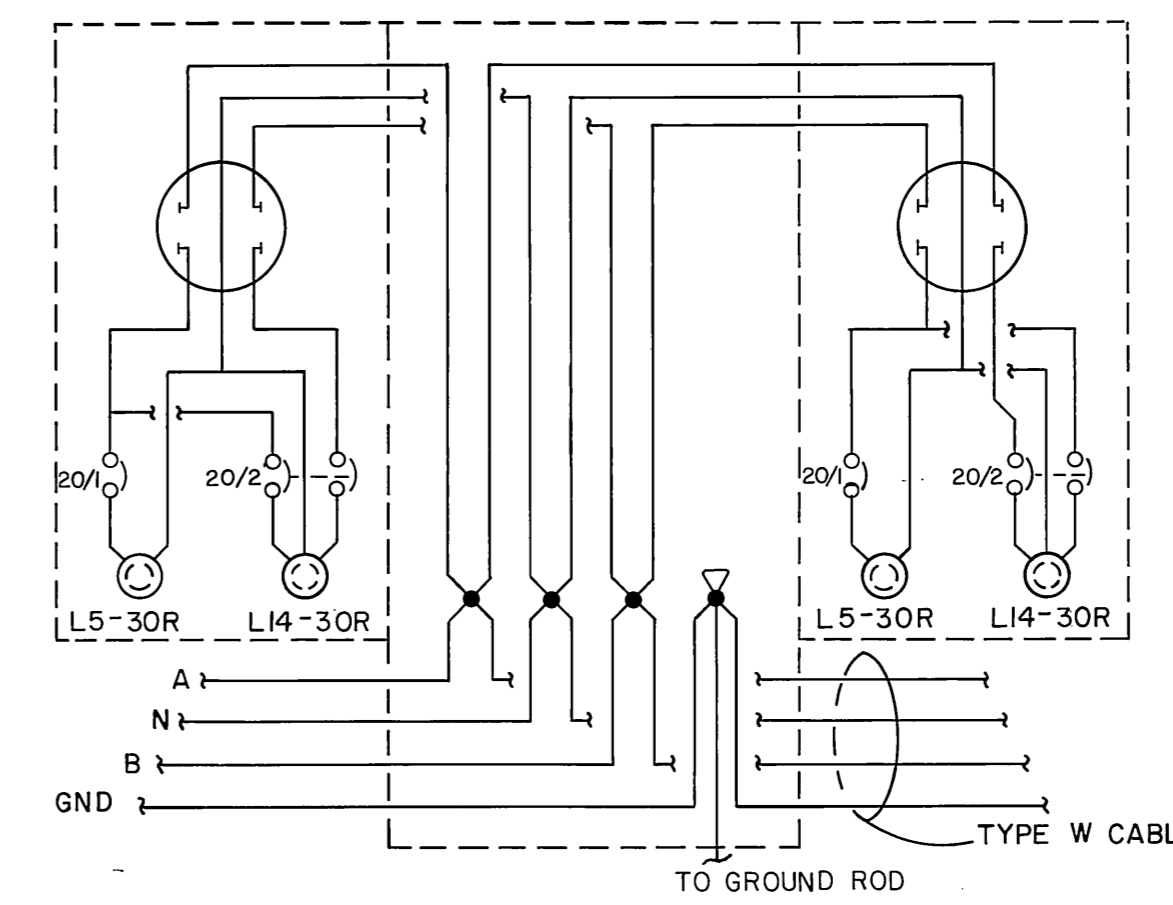 20/1
20/2
20/1
20/2
L5-30R
L14-30R
L5-30R
L14-30R
A
N
B
GND
TYPE W CABL
TO GROUND ROD